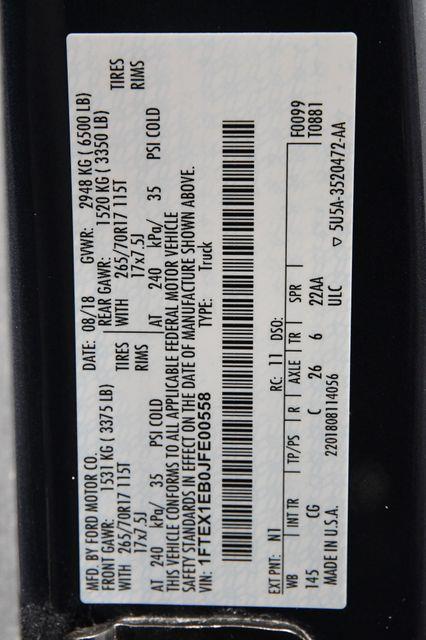 MFD. BY FORD MOTOR CO. DATE: 08/18 GVWR: 2948 KG ( 6500 LB)
FRONT GAWR: 1531 KG ( 3375 LB) REAR GAWR: 1520 KG ( 3350 LB)
WITH 265/70R17 115T TIRES WITH 265/70R17 115T TIRES
17x7.5J RIMS 17x7.5J RIMS
AT 240 kPa/ 35 PSI COLD AT 240 kPa/ 35 PSI COLD
THIS VEHICLE CONFORMS TO ALL APPLICABLE FEDERAL MOTOR VEHICLE
SAFETY STANDARDS IN EFFECT ON THE DATE OF MANUFACTURE SHOWN ABOVE.
VIN: 1FTEX1EB0JFE00558 TYPE: Truck
EXT PNT: N1 RC: 11 DSO: F0099
WB INT TR TP/PS R AXLE TR SPR T0881
145 CG C 26 6 22AA
MADE IN U.S.A. 2201808114056 ULC ▽ 5U5A-3520472-AA